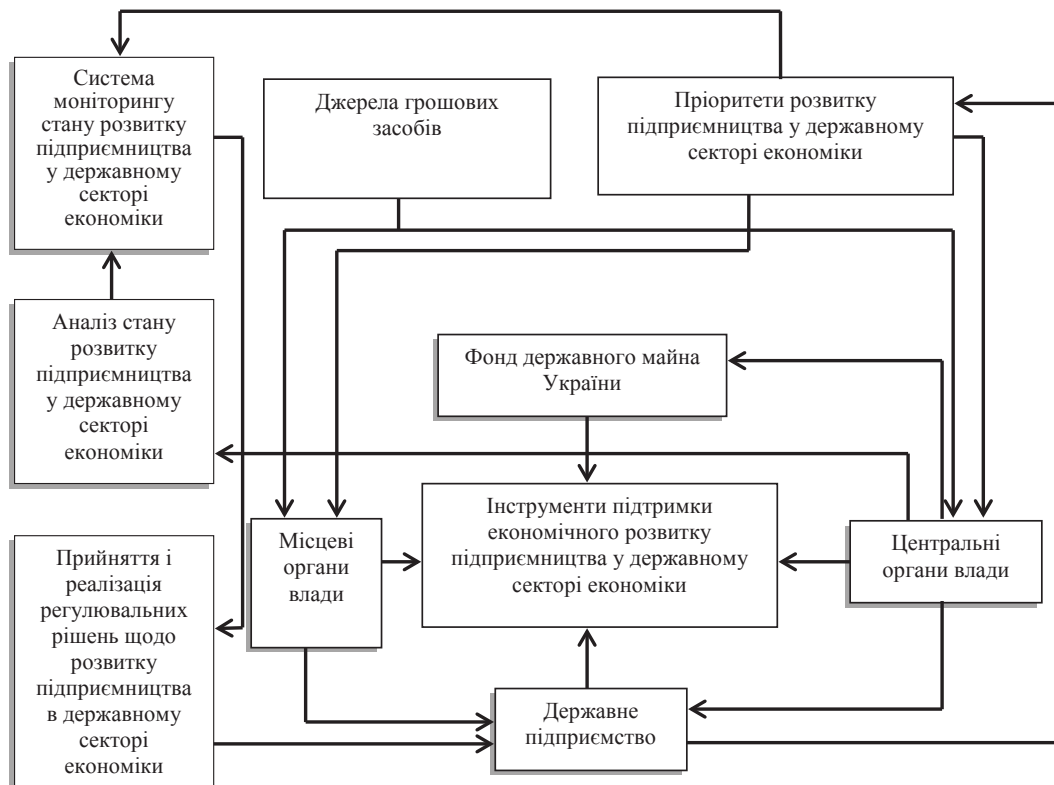 Система
моніторингу
стану розвитку
підприємництва
у державному
секторі
економіки
Джерела грошових
засобів
Пріоритети розвитку
підприємництва у державному
секторі економіки
Аналіз стану
розвитку
підприємництва
у державному
секторі
економіки
Фонд державного майна
України
Інструменти підтримки
економічного розвитку
підприємництва у державному
секторі економіки
Місцеві
органи
влади
Центральні
органи влади
Прийняття і
реалізація
регулювальних
рішень щодо
розвитку
підприємництва
в державному
секторі
економіки
Державне
підприємство